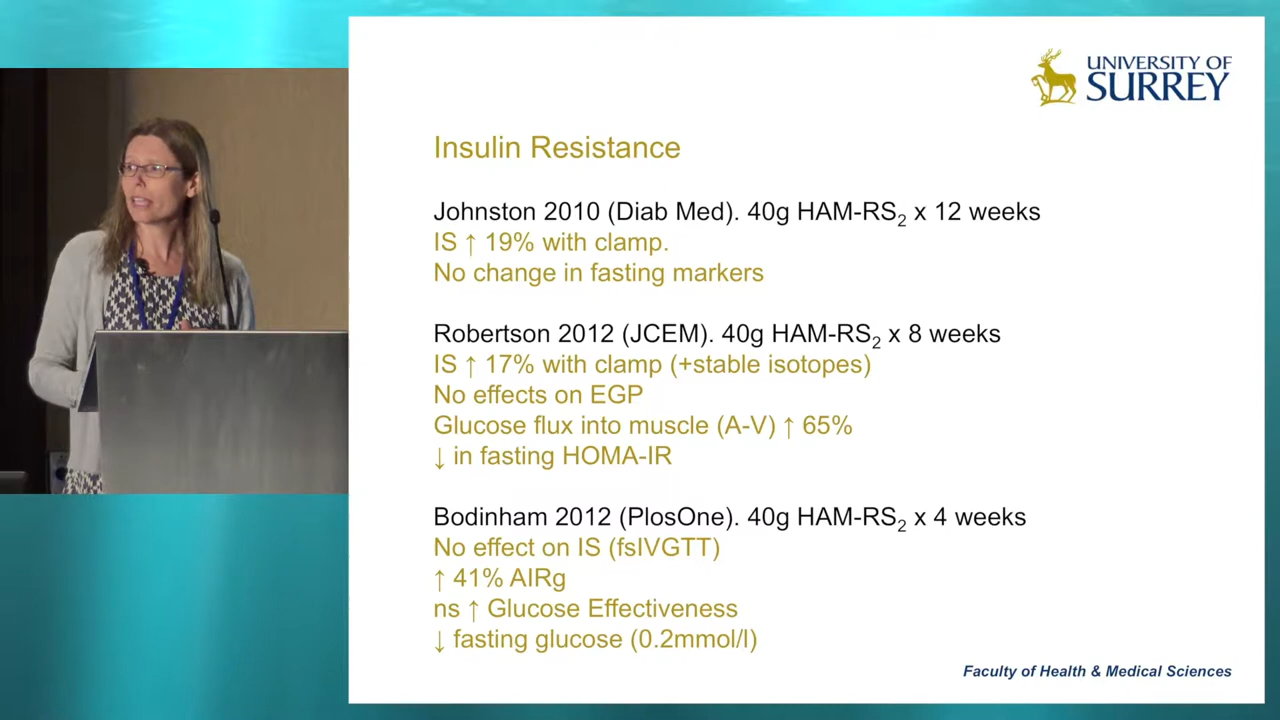 UNIVERSITY OF
SURREY
Insulin Resistance
Johnston 2010 (Diab Med). 40g HAM-RS₂ x 12 weeks
IS ↑ 19% with clamp.
No change in fasting markers
Robertson 2012 (JCEM). 40g HAM-RS₂ x 8 weeks
IS ↑ 17% with clamp (+stable isotopes)
No effects on EGP
Glucose flux into muscle (A-V) ↑ 65%
↓ in fasting HOMA-IR
Bodinham 2012 (PlosOne). 40g HAM-RS₂ x 4 weeks
No effect on IS (fsIVGTT)
↑ 41% AIRg
ns ↑ Glucose Effectiveness
↓ fasting glucose (0.2mmol/l)
Faculty of Health & Medical Sciences